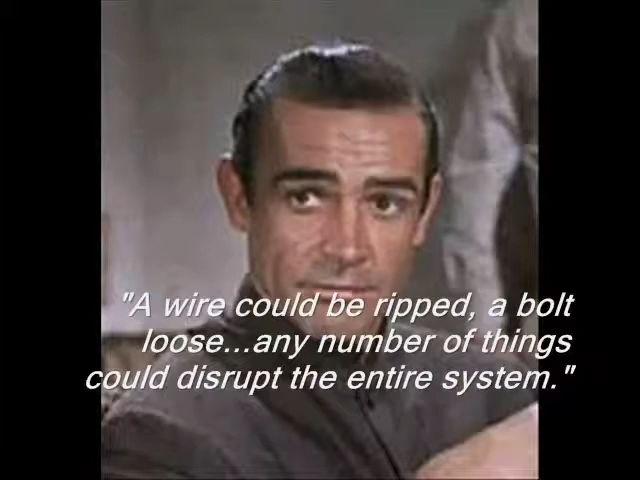 "A wire could be ripped, a bolt
loose...any number of things
could disrupt the entire system."